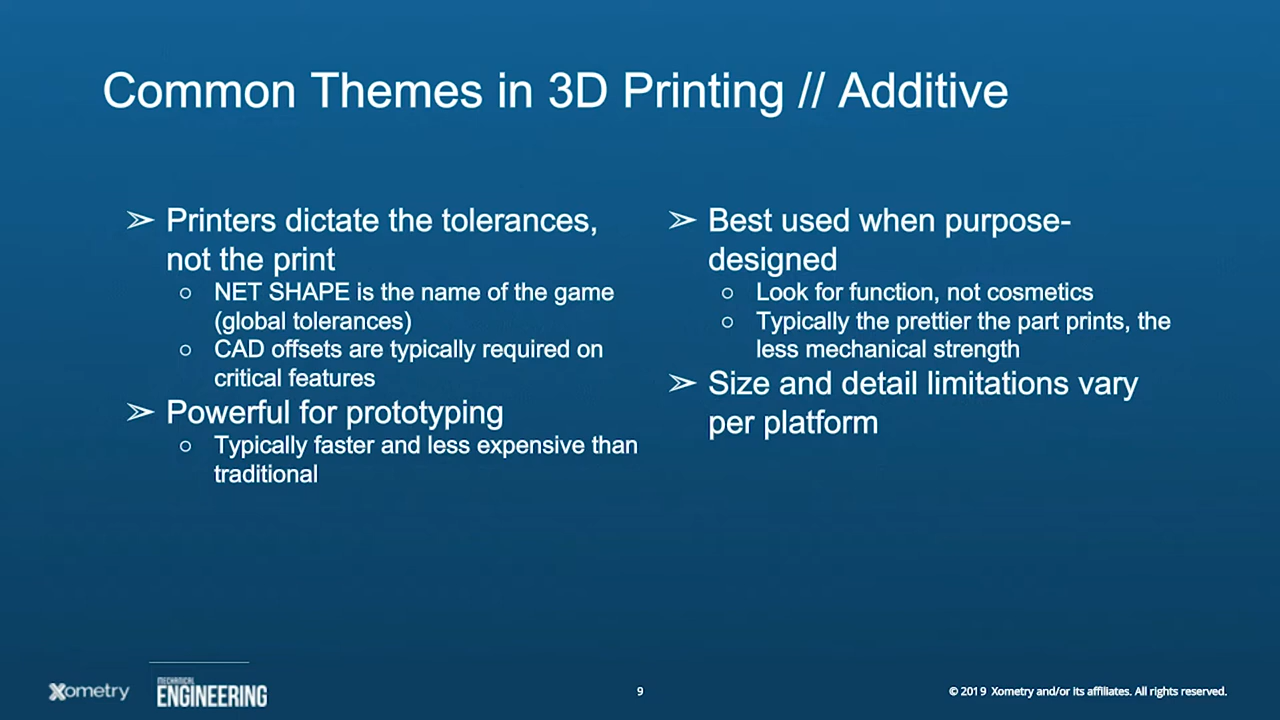 Common Themes in 3D Printing // Additive
➢ Printers dictate the tolerances,
not the print
○ NET SHAPE is the name of the game
(global tolerances)
○ CAD offsets are typically required on
critical features
➢ Powerful for prototyping
○ Typically faster and less expensive than
traditional
➢ Best used when purpose-
designed
○ Look for function, not cosmetics
○ Typically the prettier the part prints, the
less mechanical strength
➢ Size and detail limitations vary
per platform
Xometry
MECHANICAL
ENGINEERING
9
© 2019 Xometry and/or its affiliates. All rights reserved.